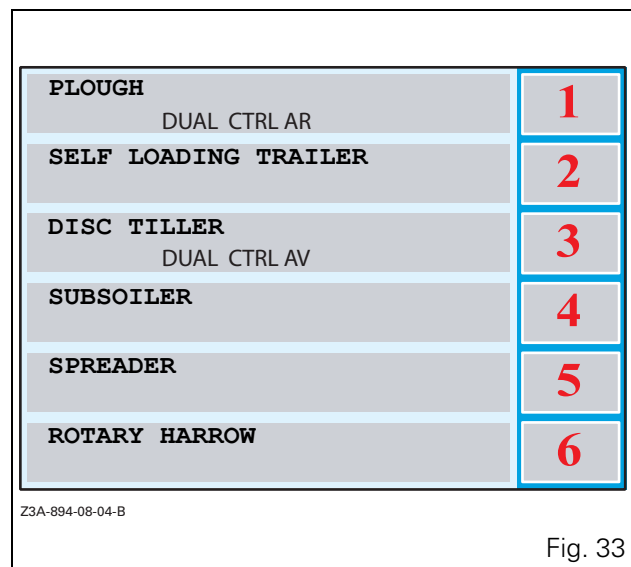 PLOUGH
DUAL CTRL AR
1
SELF LOADING TRAILER
2
DISC TILLER
DUAL CTRL AV
3
SUBSOILER
4
SPREADER
5
ROTARY HARROW
6
Z3A-894-08-04-B
Fig. 33